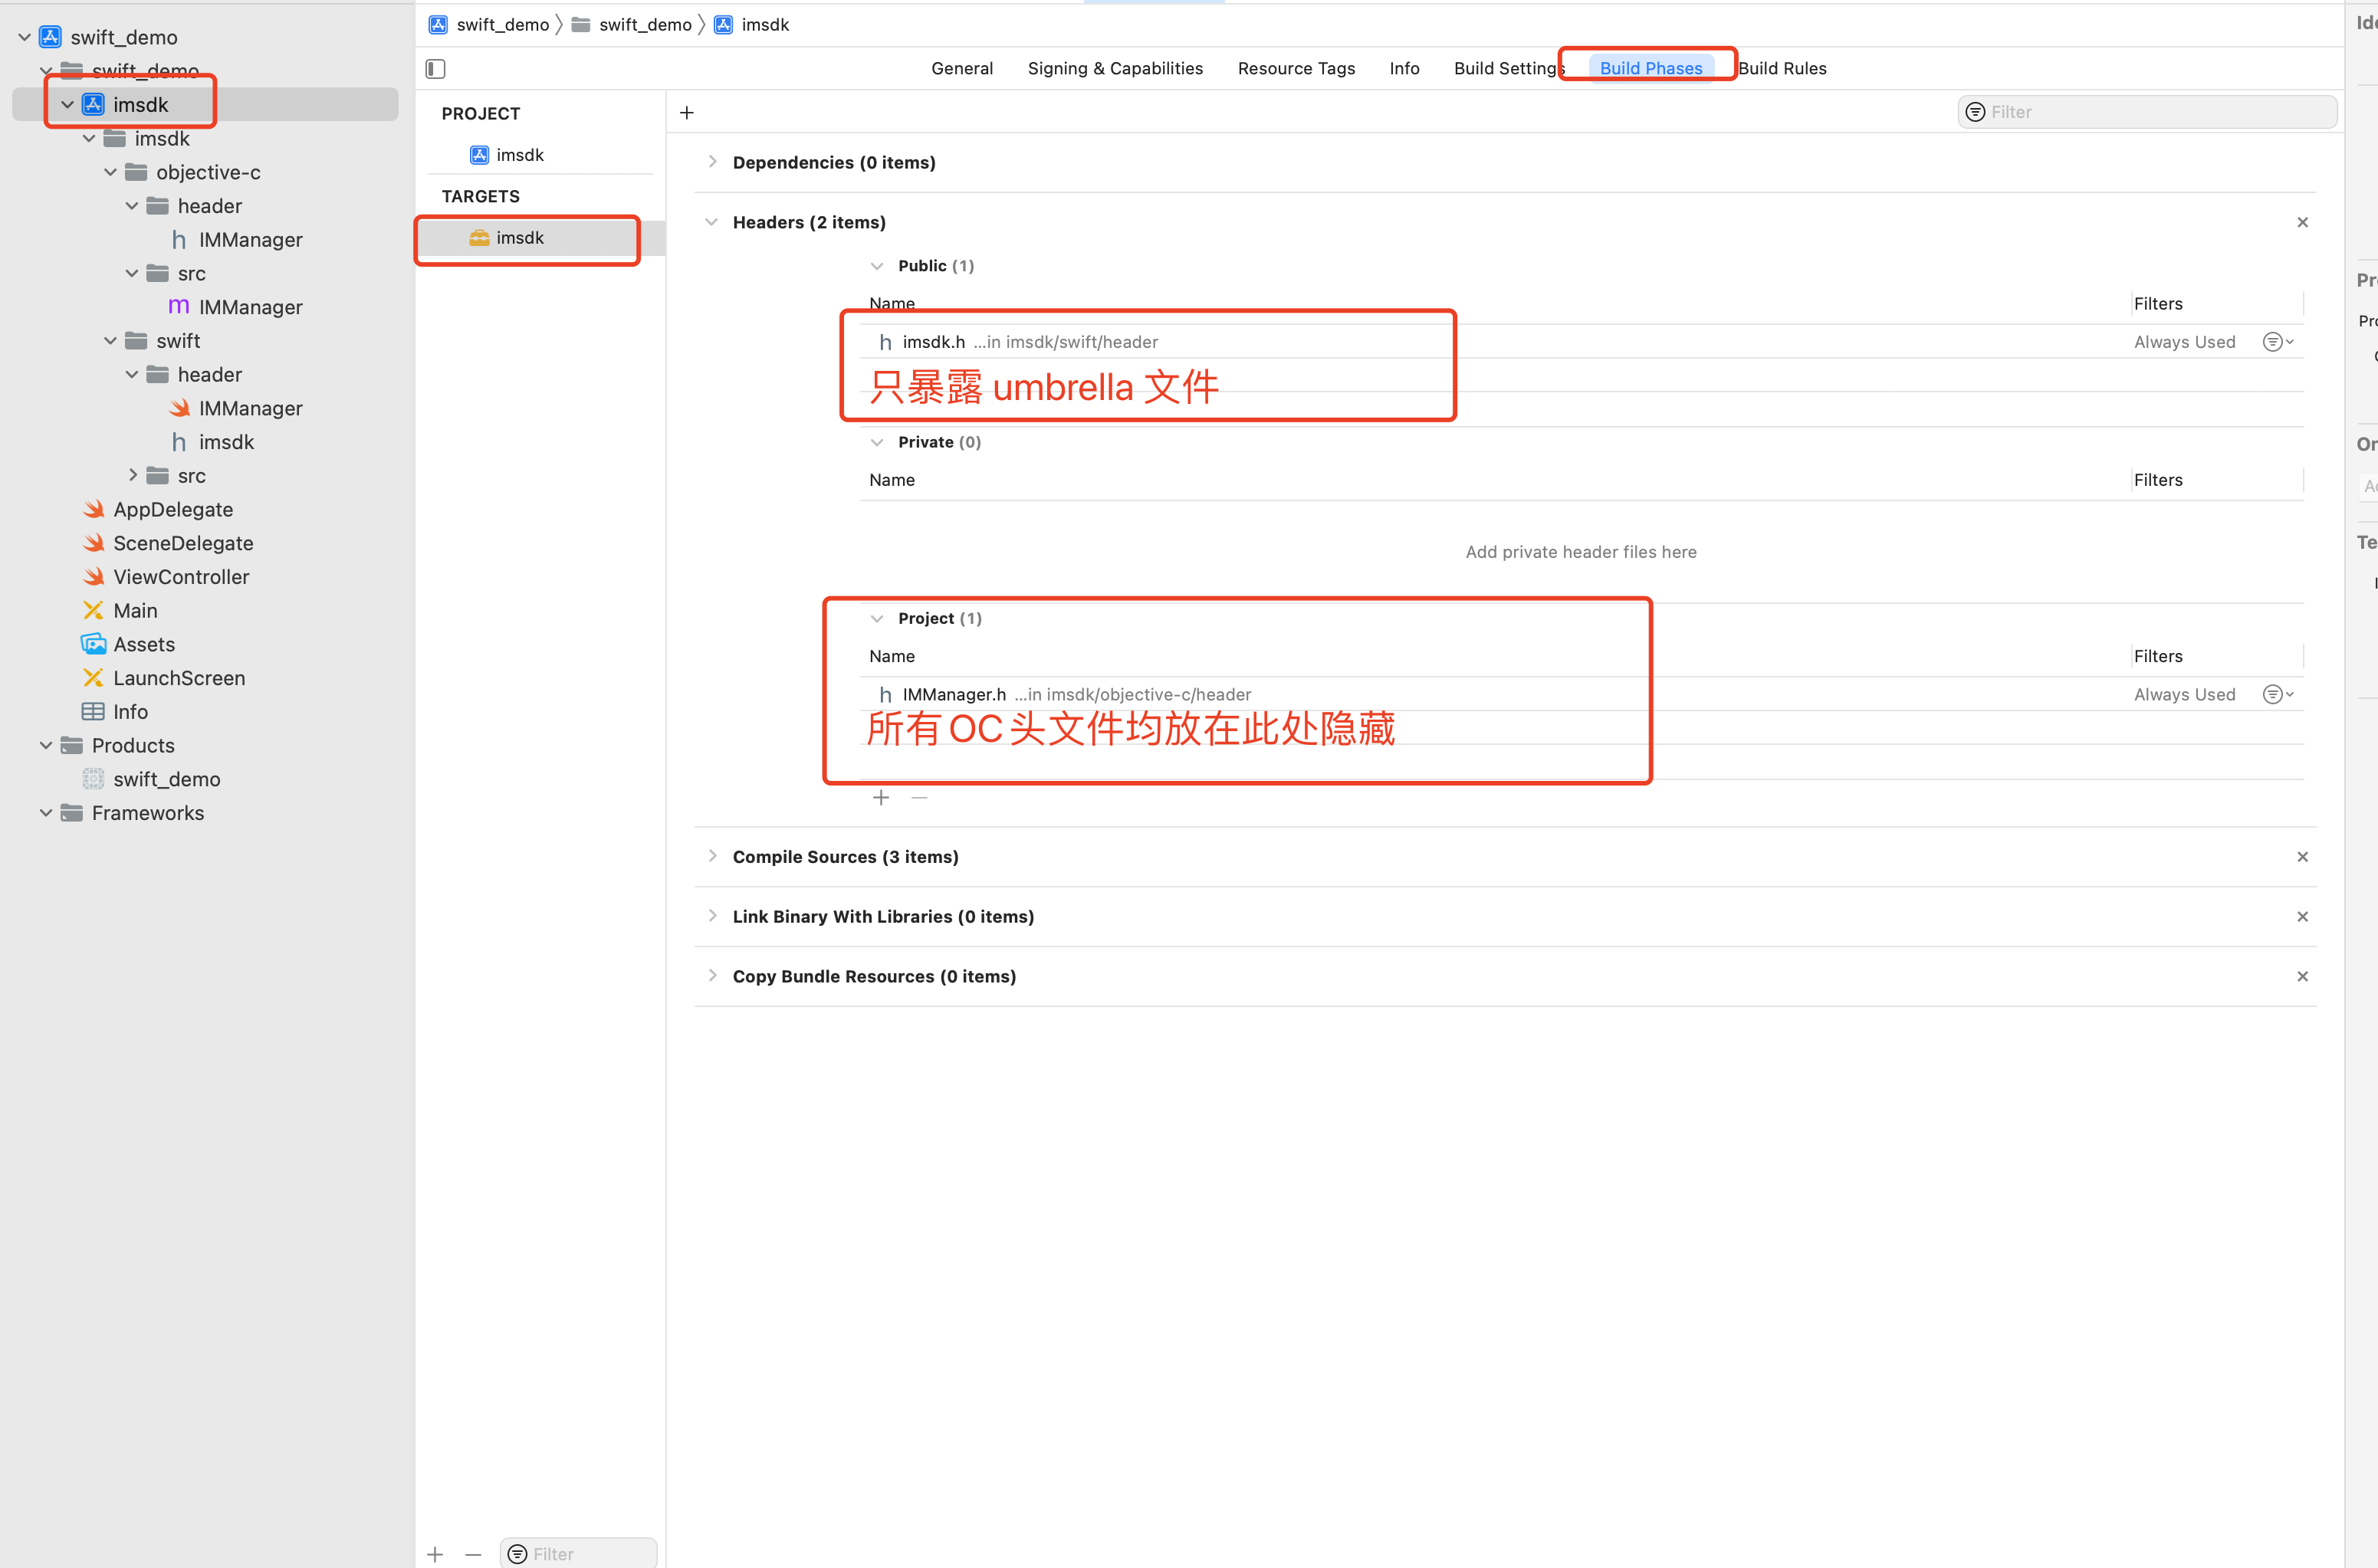 swift_demo
swift_demo
imsdk
imsdk
objective-c
header
h IMManager
src
m IMManager
swift
header
IMManager
h imsdk
src
AppDelegate
SceneDelegate
ViewController
Main
Assets
LaunchScreen
Info
Products
swift_demo
Frameworks
swift_demo swift_demo imsdk
General Signing & Capabilities Resource Tags Info Build Settings Build Phases Build Rules
PROJECT
imsdk
TARGETS
imsdk
Filter
+
Filter
Dependencies (0 items)
Headers (2 items)
Public (1)
Name Filters
h imsdk.h ...in imsdk/swift/header Always Used
只暴露 umbrella 文件
Private (0)
Name Filters
Add private header files here
Project (1)
Name Filters
h IMManager.h ...in imsdk/objective-c/header Always Used
所有 OC 头文件均放在此处隐藏
Compile Sources (3 items)
Link Binary With Libraries (0 items)
Copy Bundle Resources (0 items)